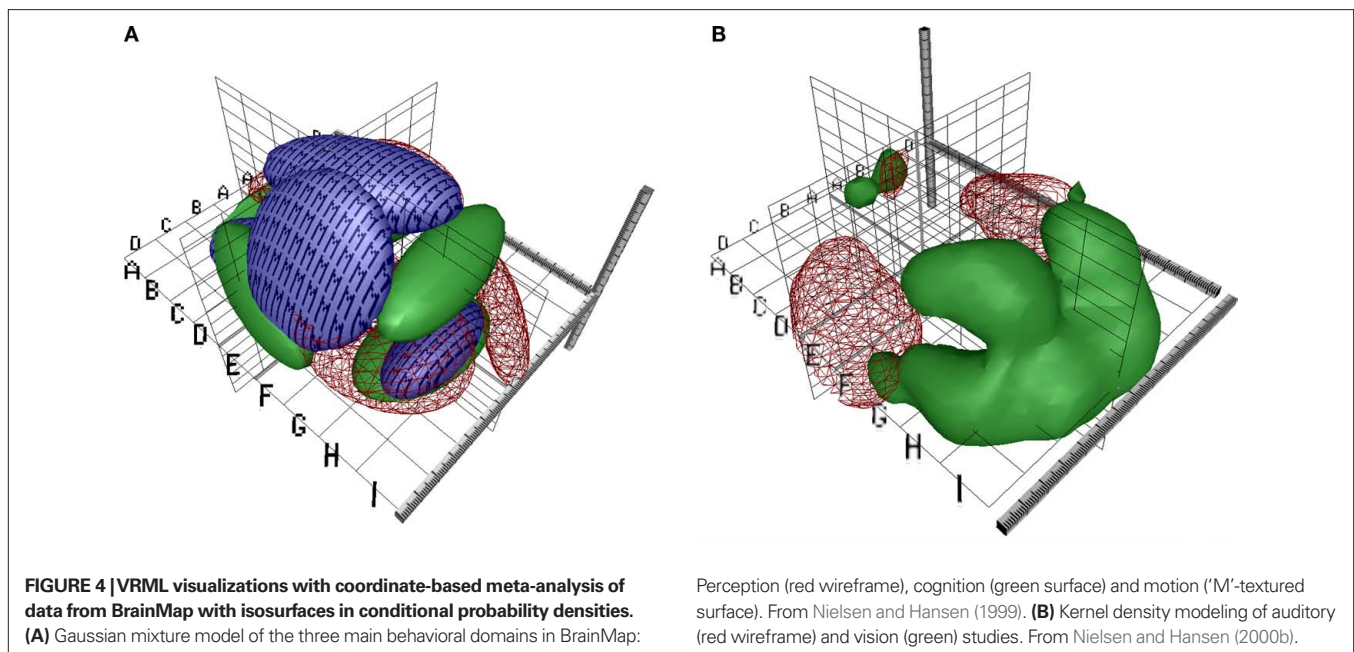 A
B
D
A
A
B
C
D
A
B
C
D
E
F
G
H
I
D
B
A
A
B
C
D
A
B
C
D
E
F
G
H
I
FIGURE 4 | VRML visualizations with coordinate-based meta-analysis of
data from BrainMap with isosurfaces in conditional probability densities.
(A) Gaussian mixture model of the three main behavioral domains in BrainMap:
Perception (red wireframe), cognition (green surface) and motion ('M'-textured
surface). From Nielsen and Hansen (1999). (B) Kernel density modeling of auditory
(red wireframe) and vision (green) studies. From Nielsen and Hansen (2000b).